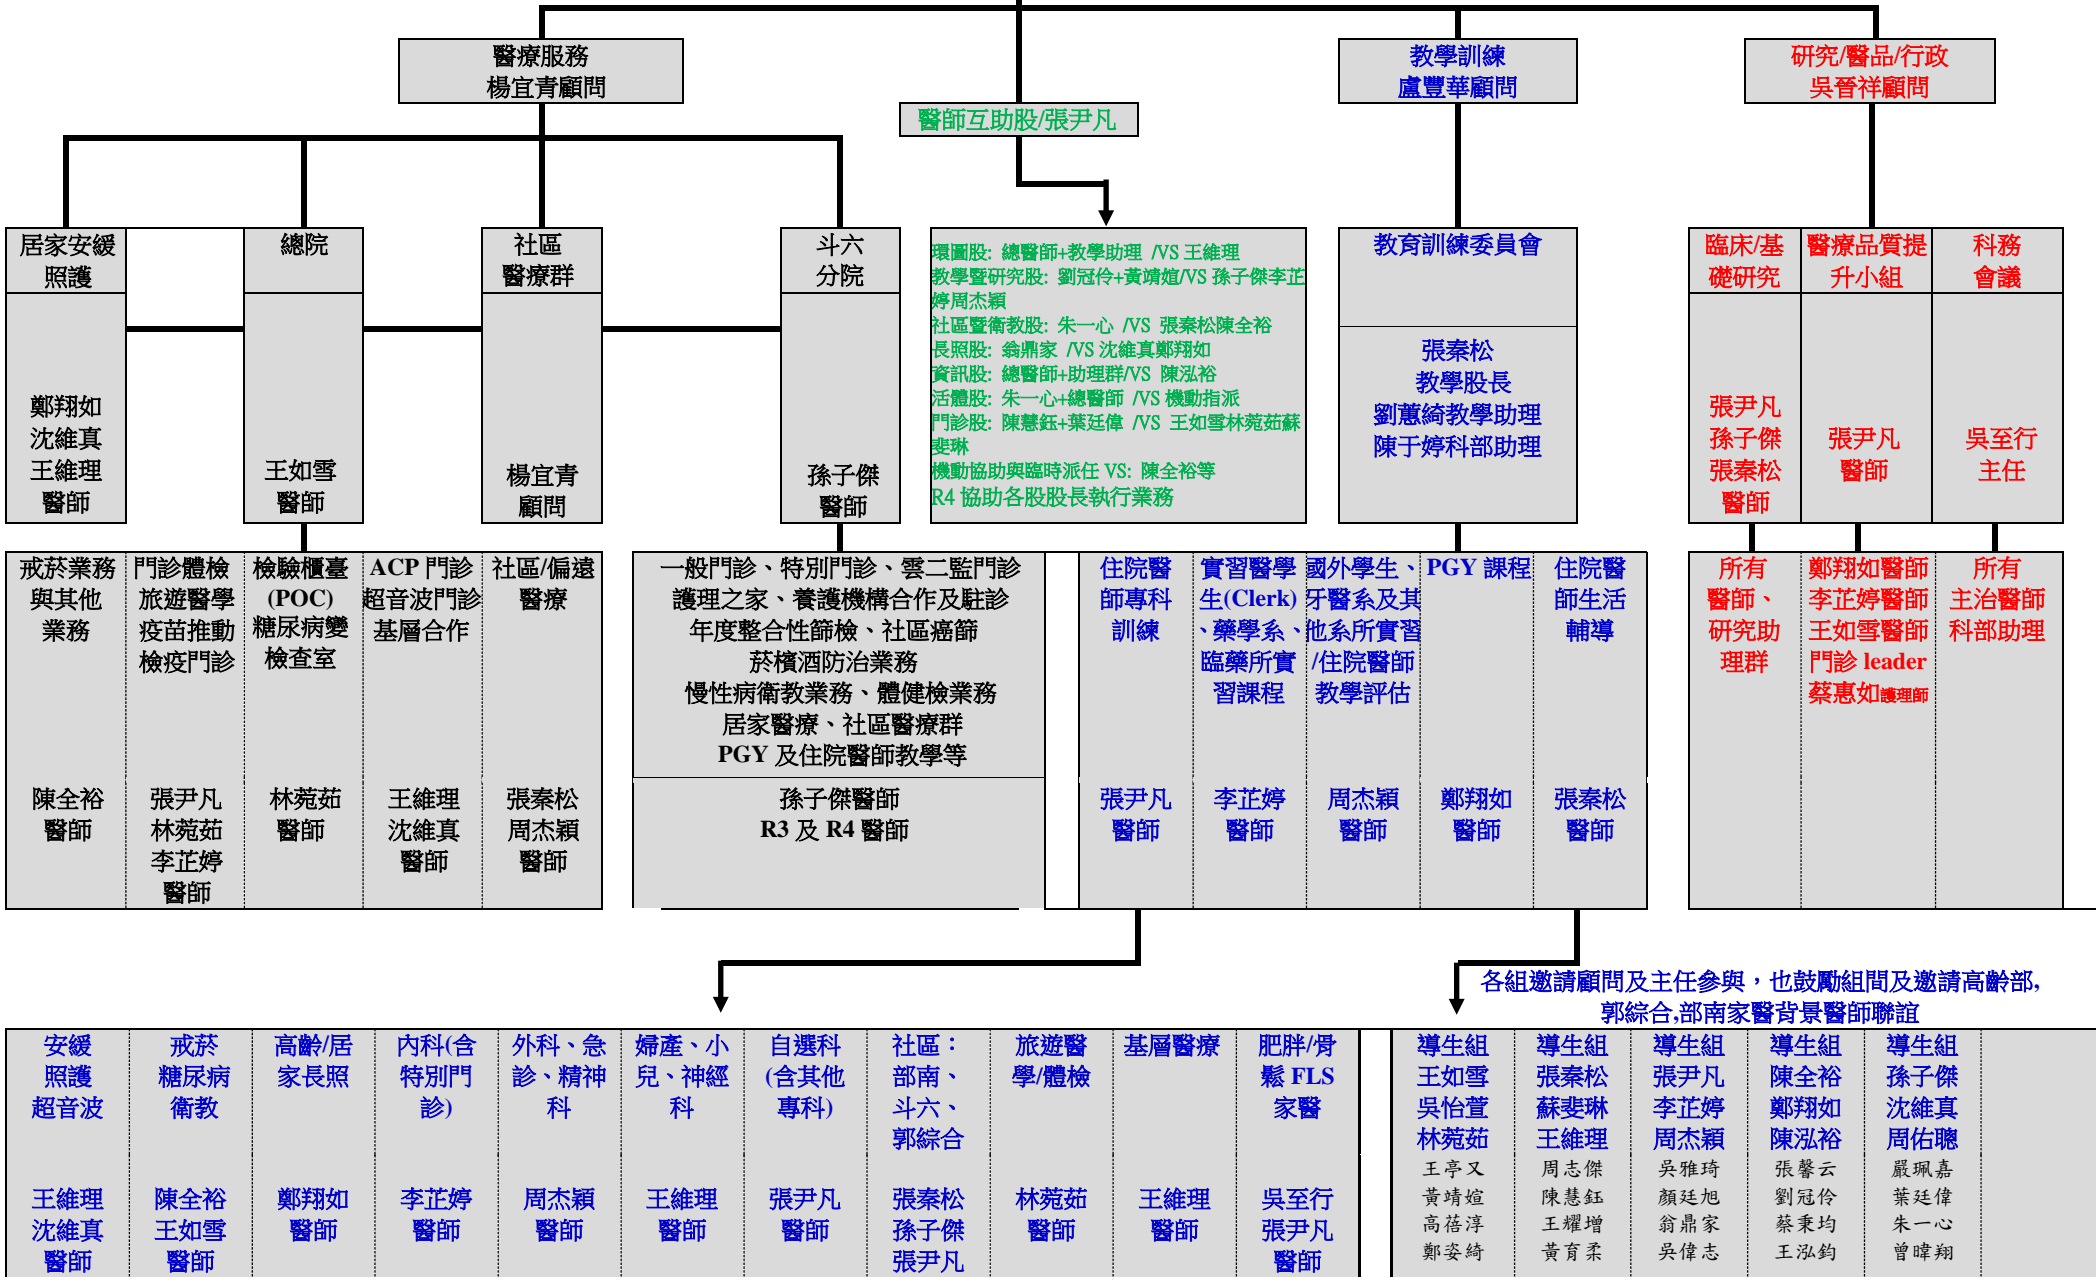 醫療服務
楊宜青顧問
醫師互助股/張尹凡
教學訓練
盧豐華顧問
研究/醫品/行政
吳晉祥顧問
居家安緩
照護
鄭翔如
沈維真
王維理
醫師
總院
王如雪
醫師
社區
醫療群
楊宜青
顧問
斗六
分院
孫子傑
醫師
環圖股: 總醫師+教學助理 /VS 王維理
教學暨研究股: 劉冠伶+黃靖媗/VS 孫子傑李芷
婷周杰穎
社區暨衛教股: 朱一心 /VS 張秦松陳全裕
長照股: 翁鼎家 /VS 沈維真鄭翔如
資訊股: 總醫師+助理群/VS 陳泓裕
活體股: 朱一心+總醫師 /VS 機動指派
門診股: 陳慧鈺+葉廷偉 /VS 王如雪林菀茹蘇
斐琳
機動協助與臨時派任 VS: 陳全裕等
R4 協助各股股長執行業務
教育訓練委員會
張秦松
教學股長
劉蕙綺教學助理
陳于婷科部助理
臨床/基
礎研究
張尹凡
孫子傑
張秦松
醫師
醫療品質提
升小組
張尹凡
醫師
科務
會議
吳至行
主任
戒菸業務
與其他
業務
陳全裕
醫師
門診體檢
旅遊醫學
疫苗推動
檢疫門診
張尹凡
林菀茹
李芷婷
醫師
檢驗櫃臺
(POC)
糖尿病變
檢查室
林菀茹
醫師
ACP 門診
超音波門診
基層合作
王維理
沈維真
醫師
社區/偏遠
醫療
張秦松
周杰穎
醫師
一般門診、特別門診、雲二監門診
護理之家、養護機構合作及駐診
年度整合性篩檢、社區癌篩
菸檳酒防治業務
慢性病衛教業務、體健檢業務
居家醫療、社區醫療群
PGY 及住院醫師教學等
孫子傑醫師
R3 及 R4 醫師
住院醫
師專科
訓練
張尹凡
醫師
實習醫學
生(Clerk)
、藥學系、
臨藥所實
習課程
李芷婷
醫師
國外學生、
牙醫系及其
他系所實習
/住院醫師
教學評估
周杰穎
醫師
PGY 課程
鄭翔如
醫師
住院醫
師生活
輔導
張秦松
醫師
所有
醫師、
研究助
理群
鄭翔如醫師
李芷婷醫師
王如雪醫師
門診 leader
蔡惠如護理師
所有
主治醫師
科部助理
各組邀請顧問及主任參與，也鼓勵組間及邀請高齡部,
郭綜合,部南家醫背景醫師聯誼
安緩
照護
超音波
王維理
沈維真
醫師
戒菸
糖尿病
衛教
陳全裕
王如雪
醫師
高齡/居
家長照
鄭翔如
醫師
內科(含
特別門
診)
李芷婷
醫師
外科、急
診、精神
科
周杰穎
醫師
婦產、小
兒、神經
科
王維理
醫師
自選科
(含其他
專科)
張尹凡
醫師
社區：
部南、
斗六、
郭綜合
張秦松
孫子傑
張尹凡
旅遊醫
學/體檢
林菀茹
醫師
基層醫療
王維理
醫師
肥胖/骨
鬆 FLS
家醫
吳至行
張尹凡
醫師
導生組
王如雪
吳怡萱
林菀茹
王亭又
黃靖媗
高蓓淳
鄭姿綺
導生組
張秦松
蘇斐琳
王維理
周志傑
陳慧鈺
王耀增
黃育柔
導生組
張尹凡
李芷婷
周杰穎
吳雅琦
顏廷旭
翁鼎家
吳偉志
導生組
陳全裕
鄭翔如
陳泓裕
張馨云
劉冠伶
蔡秉均
王泓鈞
導生組
孫子傑
沈維真
周佑聰
嚴珮嘉
葉廷偉
朱一心
曾暐翔